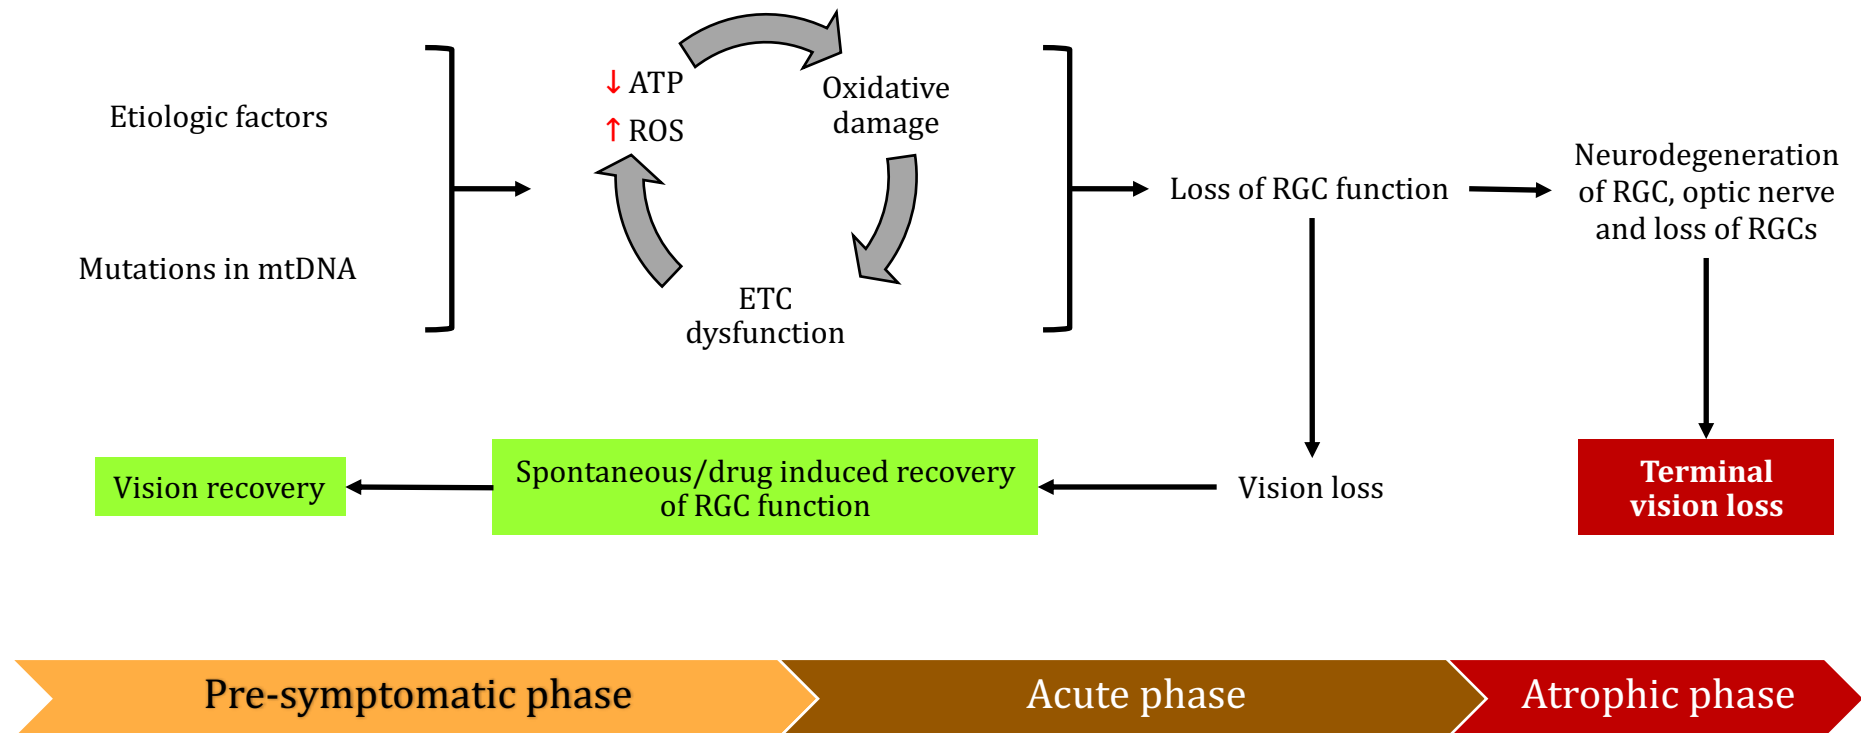 Etiologic factors
Mutations in mtDNA
↓ ATP
↑ ROS
Oxidative
damage
ETC
dysfunction
Loss of RGC function
Neurodegeneration
of RGC, optic nerve
and loss of RGCs
Vision recovery
Spontaneous/drug induced recovery
of RGC function
Vision loss
Terminal
vision loss
Pre-symptomatic phase
Acute phase
Atrophic phase